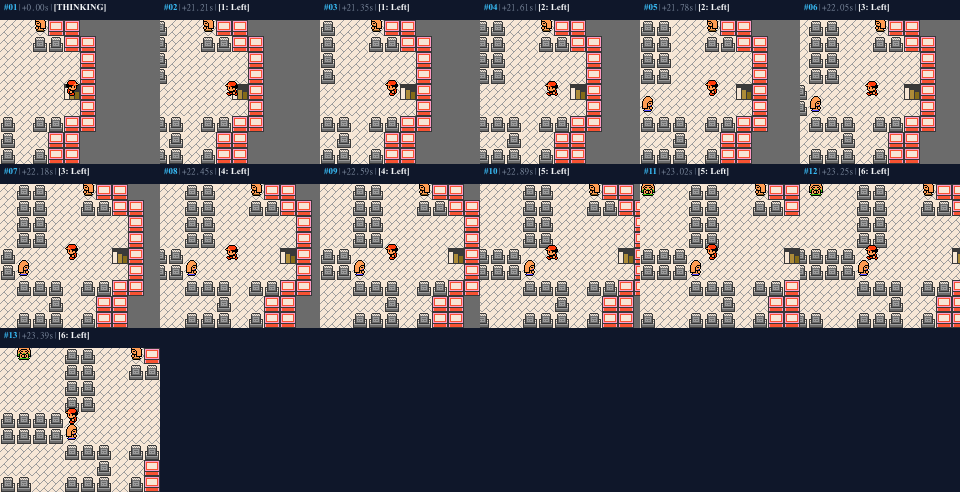 #01|+0.00s|[THINKING]
#02|+21.21s|[1: Left]
#03|+21.35s|[1: Left]
#04|+21.61s|[2: Left]
#05|+21.78s|[2: Left]
#06|+22.05s|[3: Left]
#07|+22.18s|[3: Left]
#08|+22.45s|[4: Left]
#09|+22.59s|[4: Left]
#10|+22.89s|[5: Left]
#11|+23.02s|[5: Left]
#12|+23.25s|[6: Left]
#13|+23.39s|[6: Left]